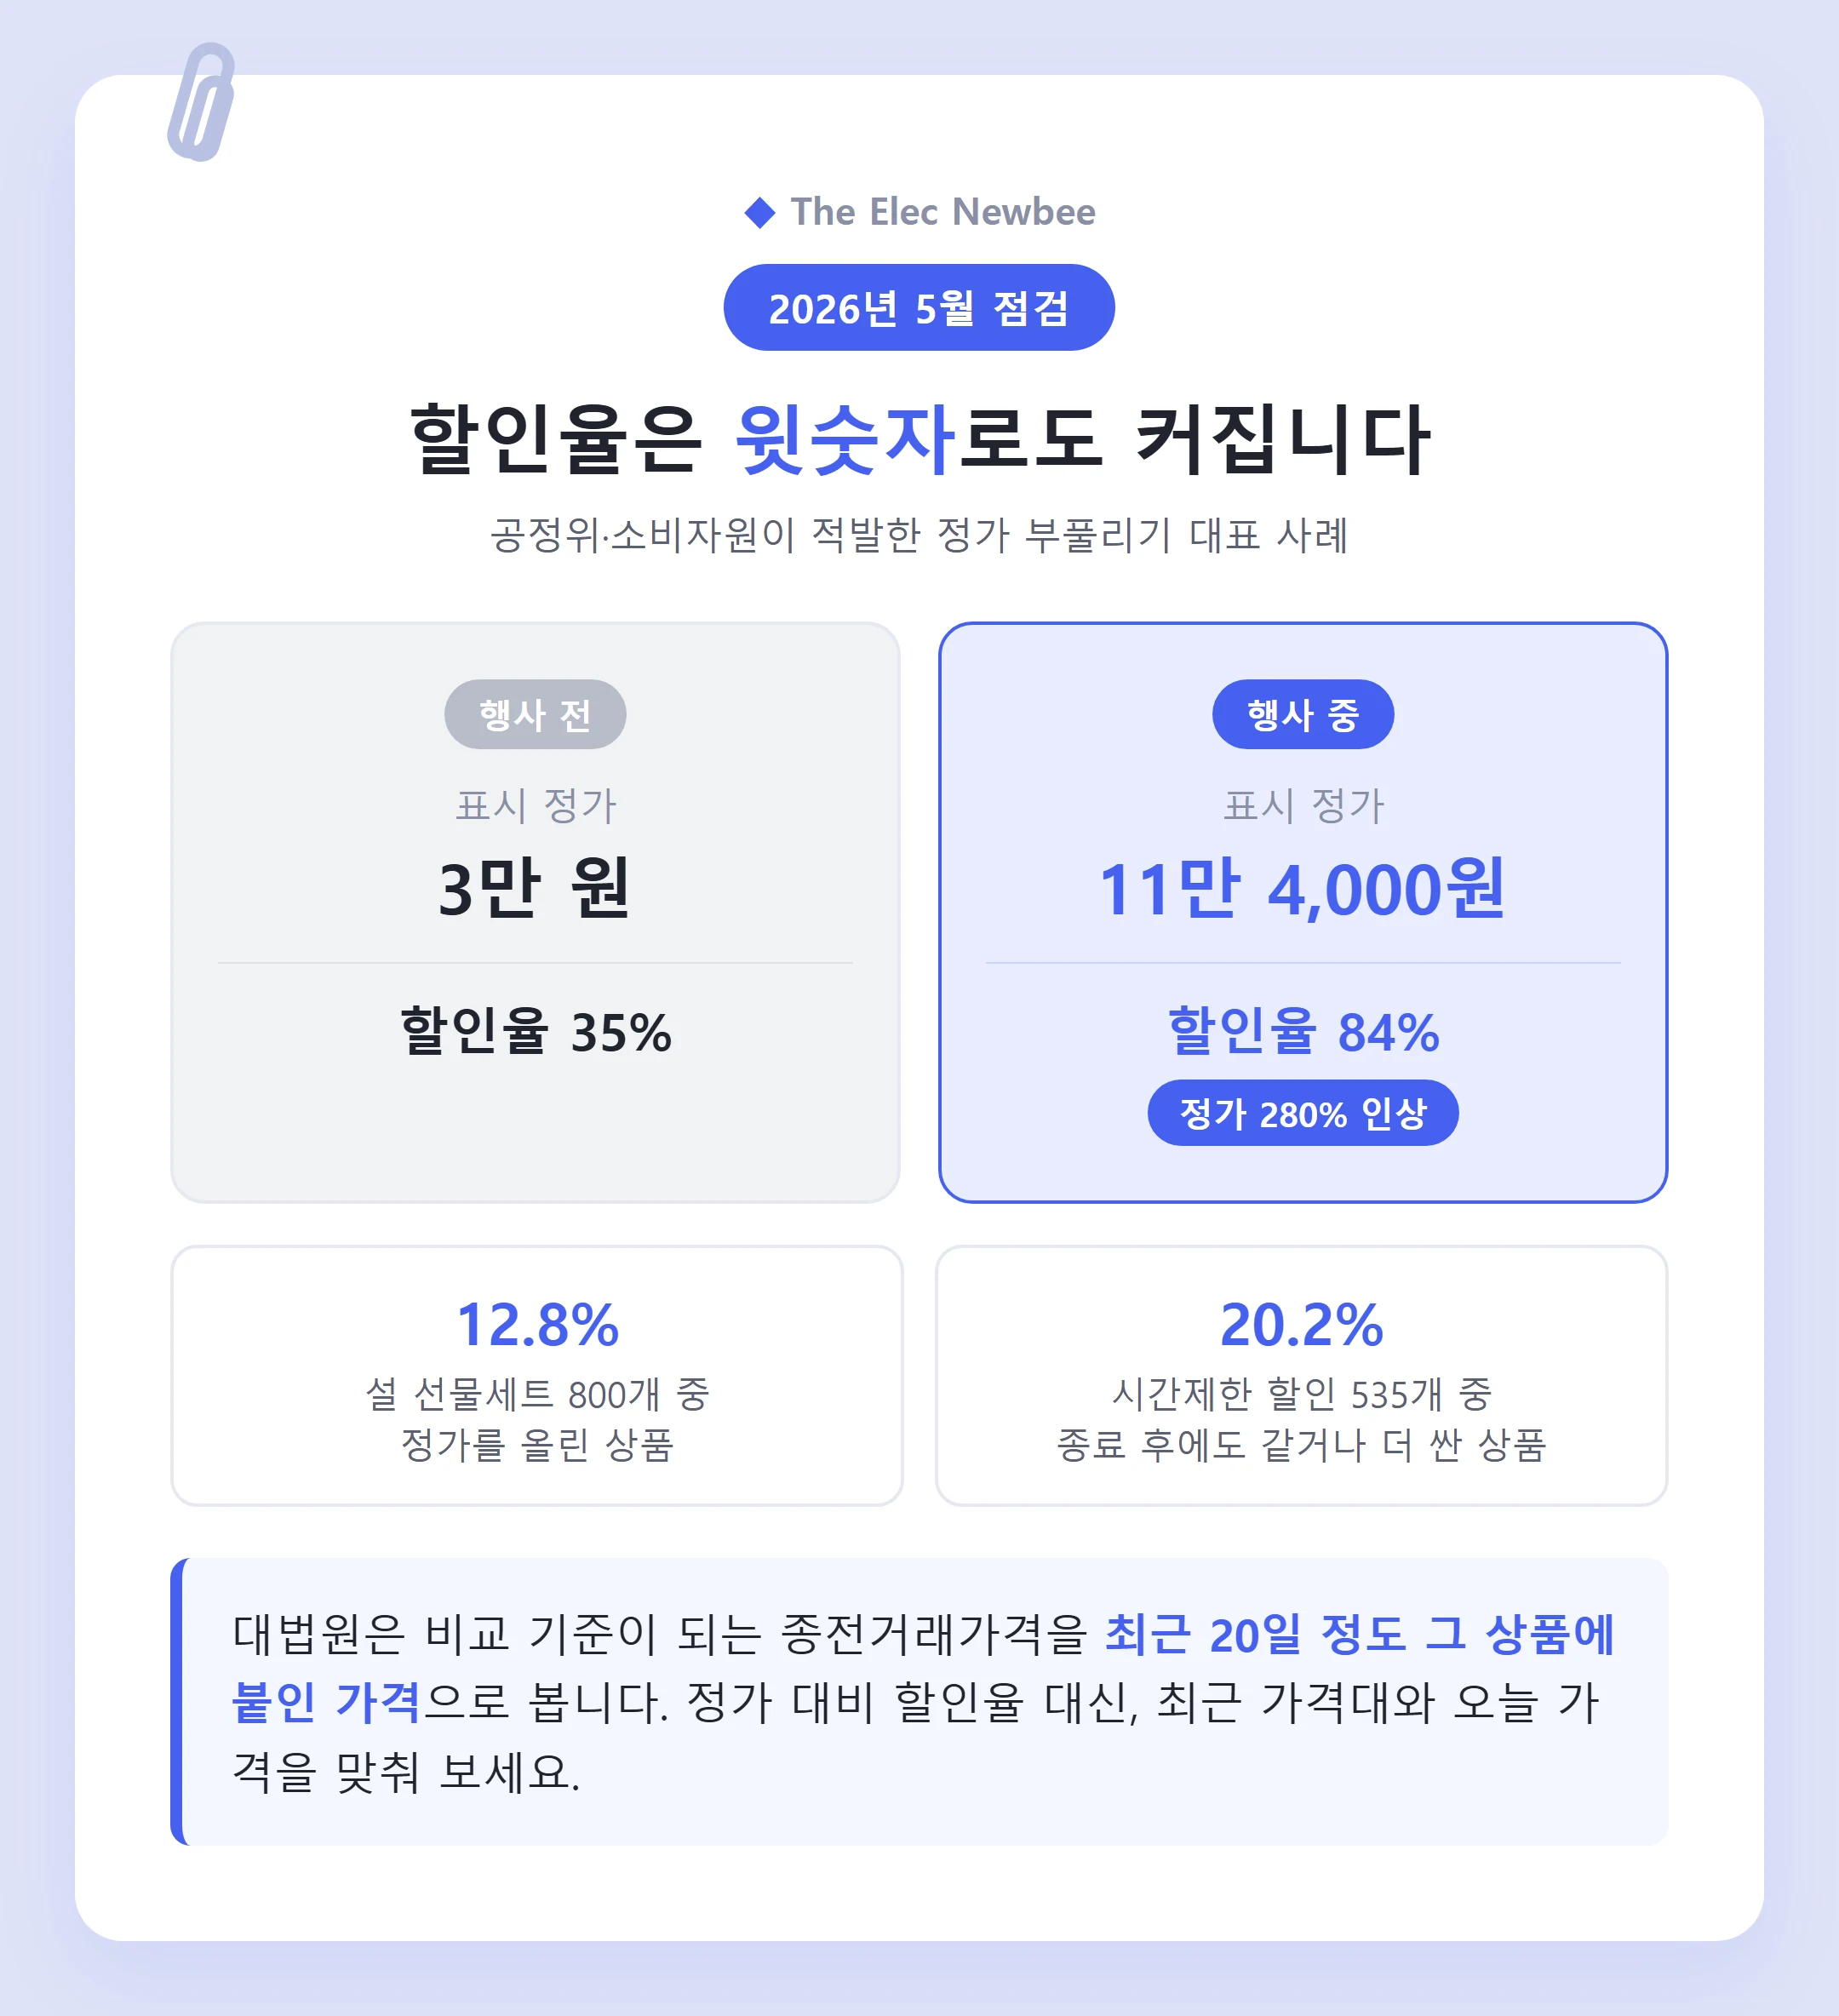 The Elec Newbee
2026년 5월 점검
할인율은 윗숫자로도 커집니다
공정위·소비자원이 적발한 정가 부풀리기 대표 사례
행사 전
표시 정가
3만 원
할인율 35%
행사 중
표시 정가
11만 4,000원
할인율 84%
정가 280% 인상
12.8%
설 선물세트 800개 중
정가를 올린 상품
20.2%
시간제한 할인 535개 중
종료 후에도 같거나 더 싼 상품
대법원은 비교 기준이 되는 종전거래가격을 최근 20일 정도 그 상품에
붙인 가격으로 봅니다. 정가 대비 할인율 대신, 최근 가격대와 오늘 가
격을 맞춰 보세요.